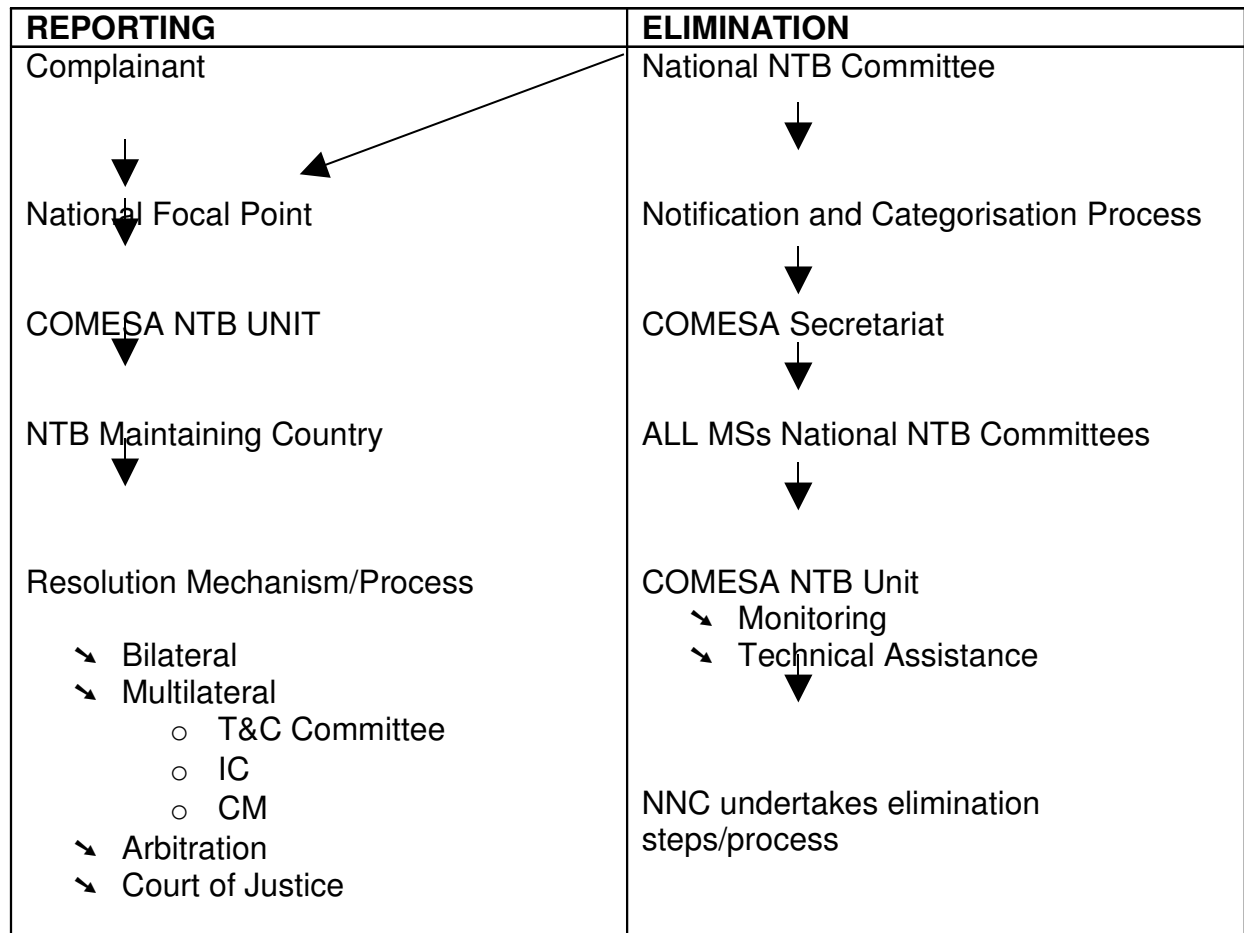 REPORTING
Complainant
National Focal Point
COMESA NTB UNIT
NTB Maintaining Country
Resolution Mechanism/Process
➘ Bilateral
➘ Multilateral
o T&C Committee
o IC
o CM
➘ Arbitration
➘ Court of Justice
ELIMINATION
National NTB Committee
Notification and Categorisation Process
COMESA Secretariat
ALL MSs National NTB Committees
COMESA NTB Unit
➘ Monitoring
➘ Technical Assistance
NNC undertakes elimination
steps/process